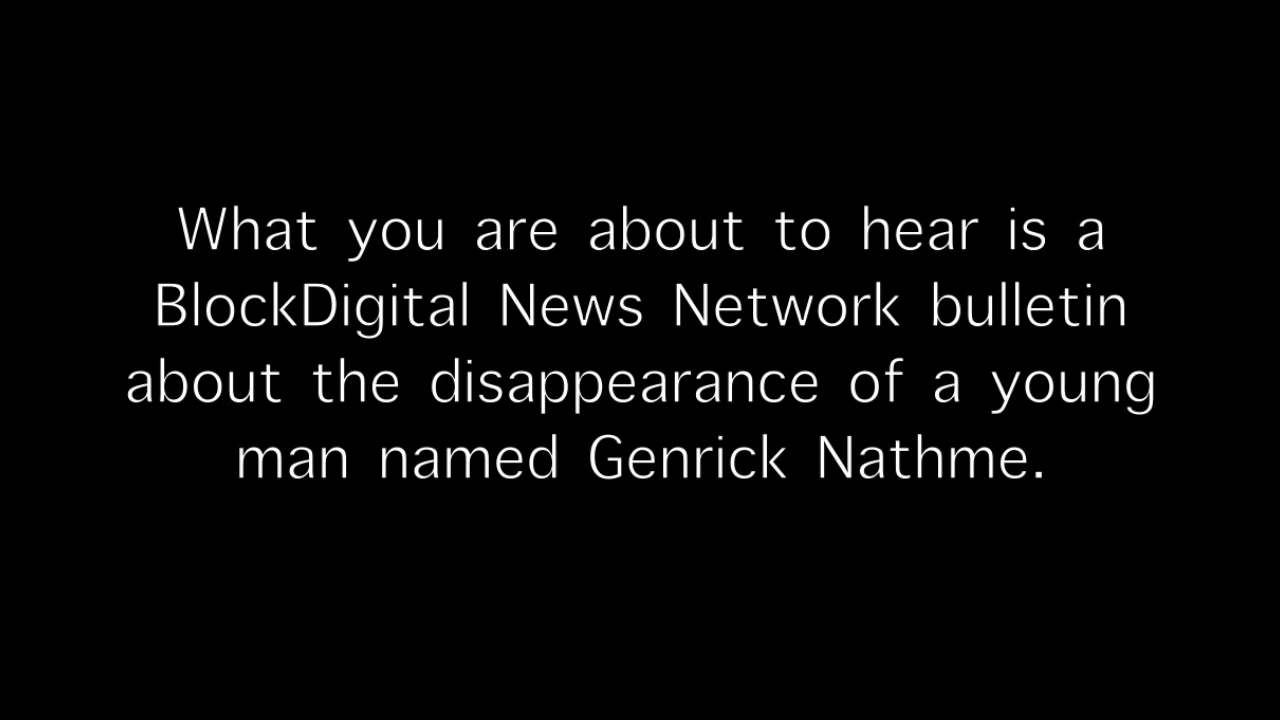 What you are about to hear is a
BlockDigital News Network bulletin
about the disappearance of a young
man named Genrick Nathme.